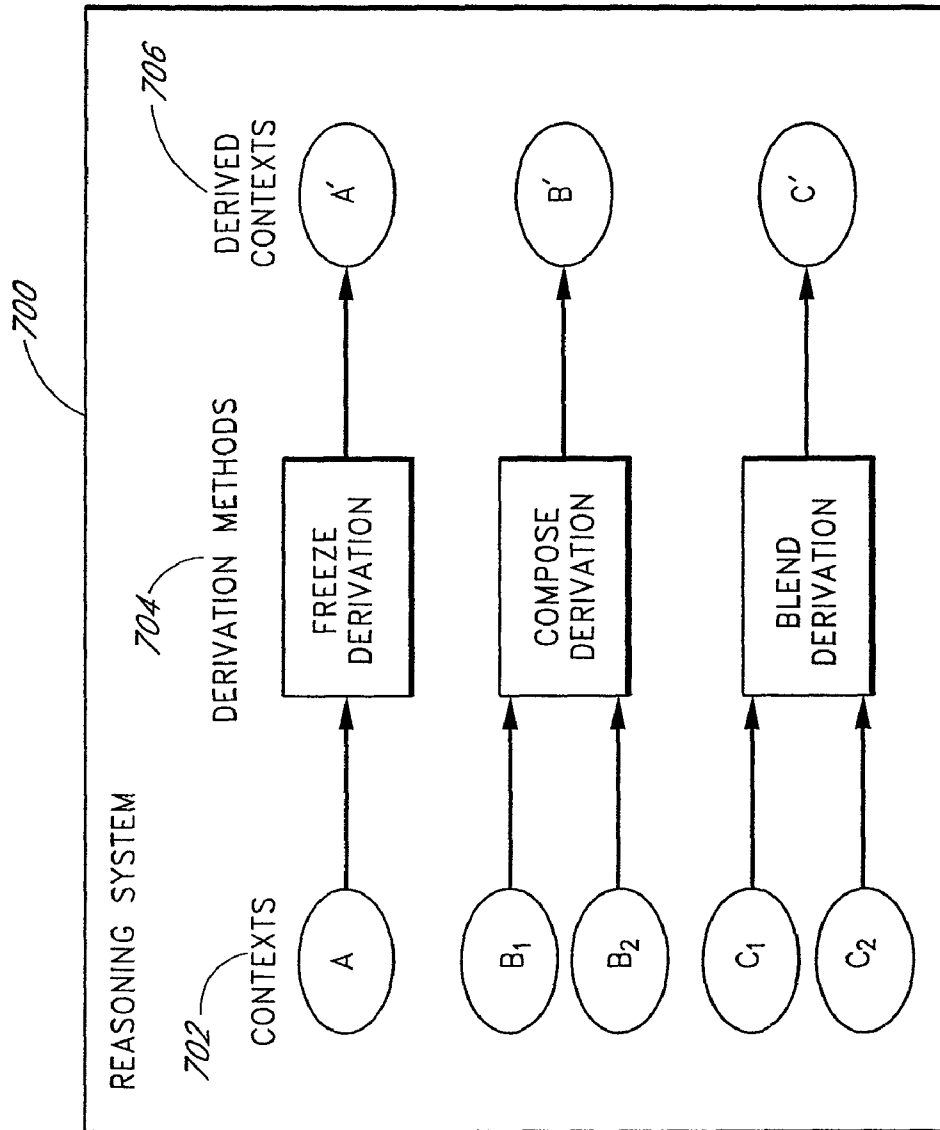 700
REASONING SYSTEM
702
CONTEXTS
704
DERIVATION METHODS
706
DERIVED
CONTEXTS
A
FREEZE
DERIVATION
A′
B₁
B₂
COMPOSE
DERIVATION
B′
C₁
C₂
BLEND
DERIVATION
C′